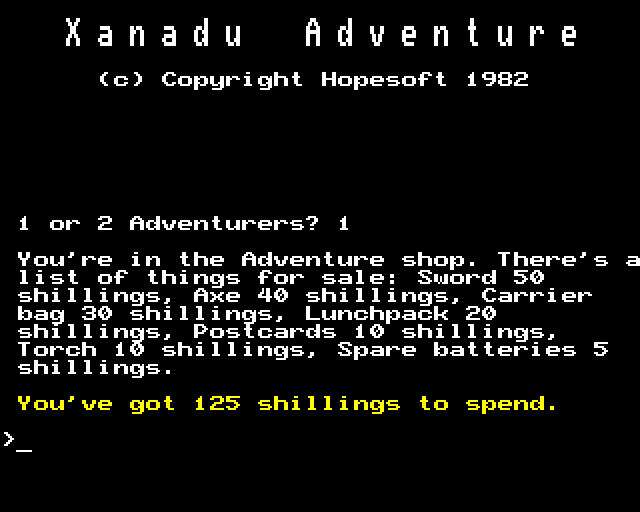 Xanadu Adventure
(c) Copyright Hopesoft 1982
1 or 2 Adventurers? 1
You're in the Adventure shop. There's a
list of things for sale: Sword 50
shillings, Axe 40 shillings, Carrier
bag 30 shillings, Lunchpack 20
shillings, Postcards 10 shillings,
Torch 10 shillings, Spare batteries 5
shillings.
You've got 125 shillings to spend.
>_